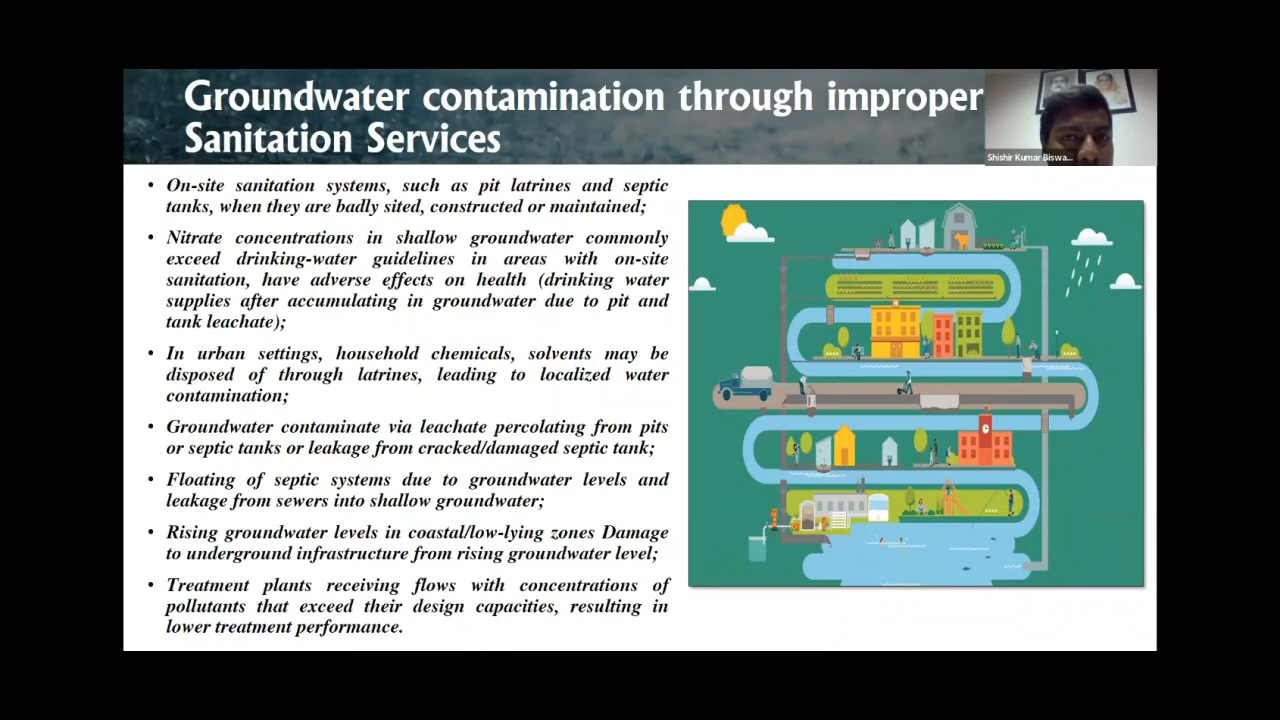 Groundwater contamination through improper
Sanitation Services
Shishir Kumar Biswa...
• On-site sanitation systems, such as pit latrines and septic
tanks, when they are badly sited, constructed or maintained;
• Nitrate concentrations in shallow groundwater commonly
exceed drinking-water guidelines in areas with on-site
sanitation, have adverse effects on health (drinking water
supplies after accumulating in groundwater due to pit and
tank leachate);
• In urban settings, household chemicals, solvents may be
disposed of through latrines, leading to localized water
contamination;
• Groundwater contaminate via leachate percolating from pits
or septic tanks or leakage from cracked/damaged septic tank;
• Floating of septic systems due to groundwater levels and
leakage from sewers into shallow groundwater;
• Rising groundwater levels in coastal/low-lying zones Damage
to underground infrastructure from rising groundwater level;
• Treatment plants receiving flows with concentrations of
pollutants that exceed their design capacities, resulting in
lower treatment performance.